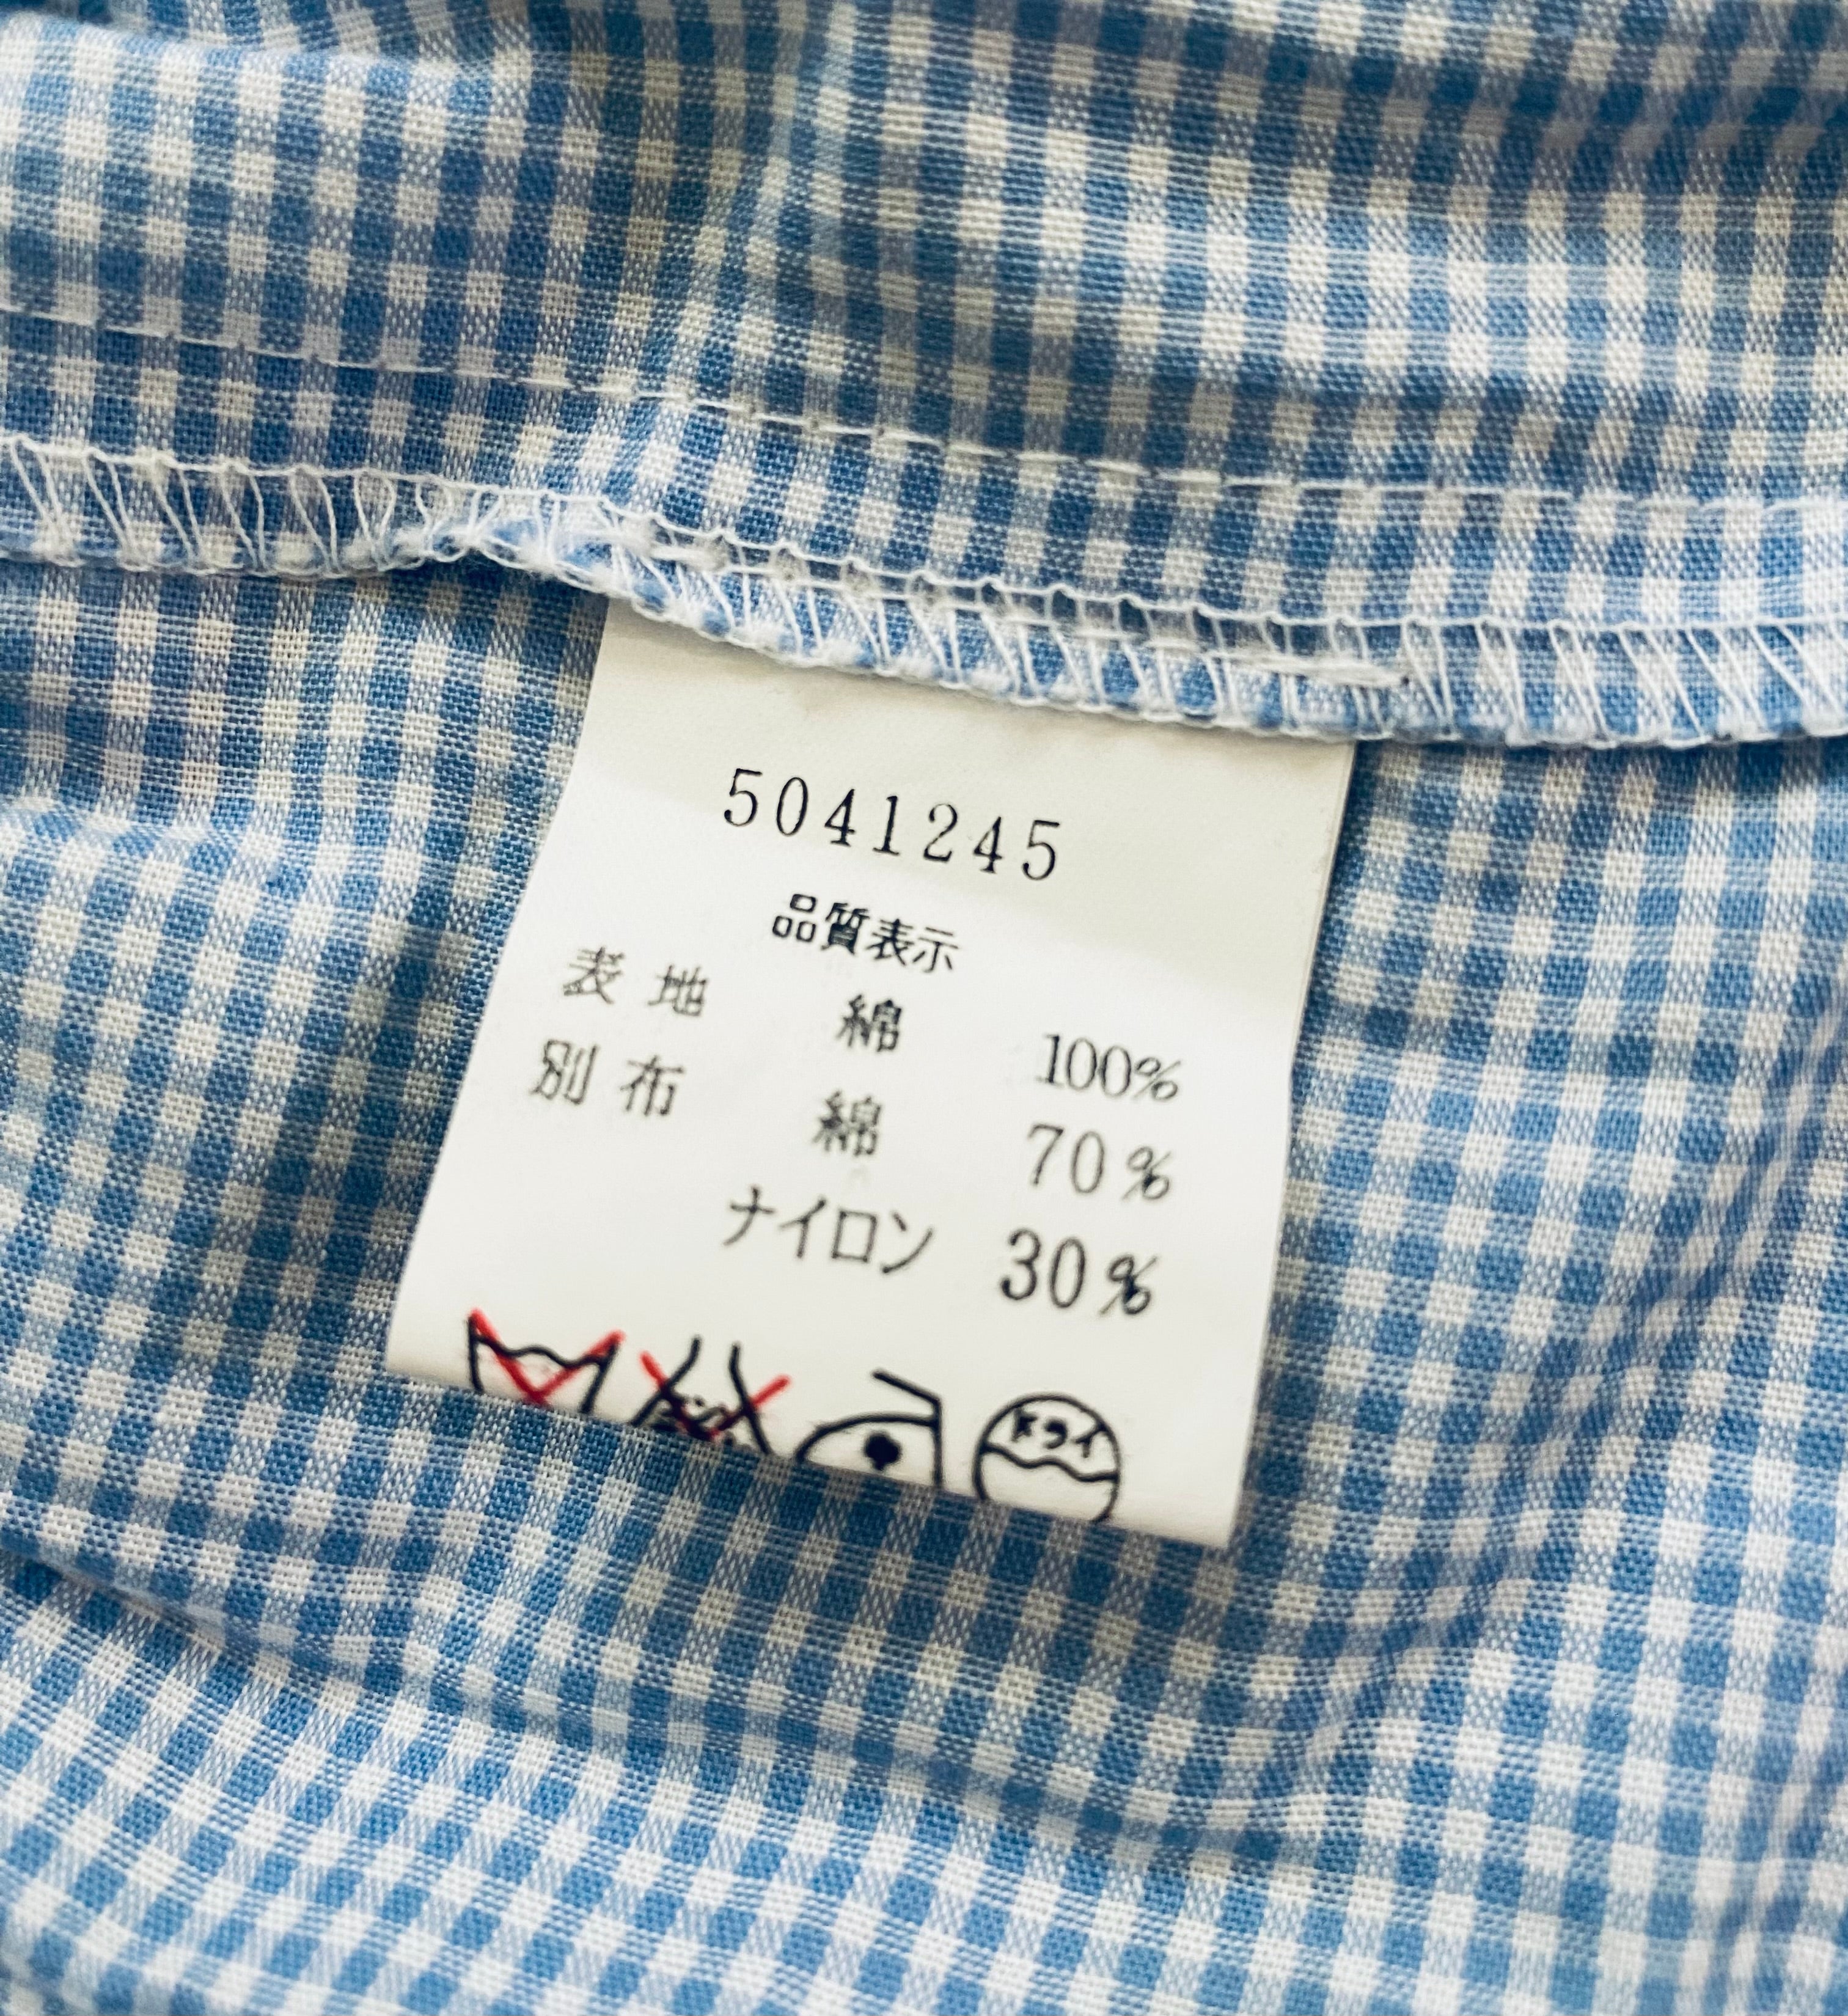 5041245
品質表示
表地 綿 100%
別布 綿 70%
ナイロン 30%
ドライ